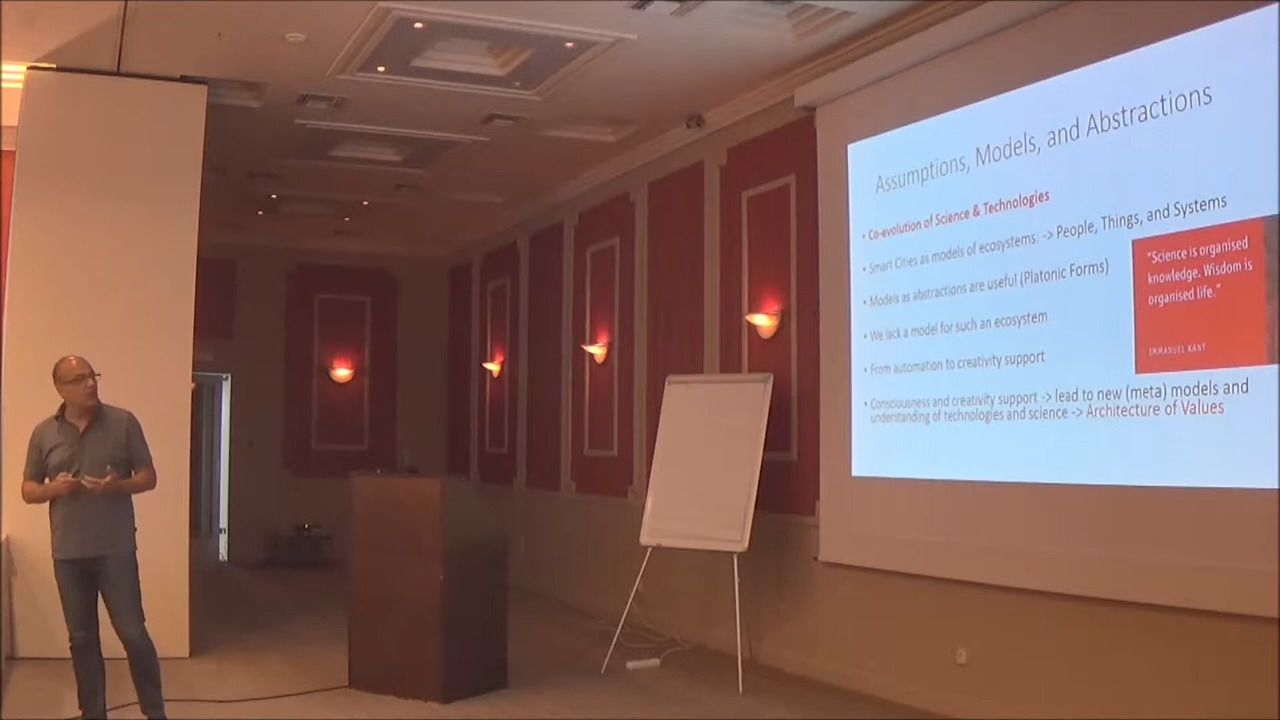 Assumptions, Models, and Abstractions
• Co-evolution of Science & Technologies
• Smart Cities as models of ecosystems: -> People, Things, and Systems
• Models as abstractions are useful (Platonic Forms)
• We lack a model for such an ecosystem
• From automation to creativity support
• Consciousness and creativity support -> lead to new (meta) models and
understanding of technologies and science -> Architecture of Values
"Science is organised
knowledge. Wisdom is
organised life."
IMMANUEL KANT